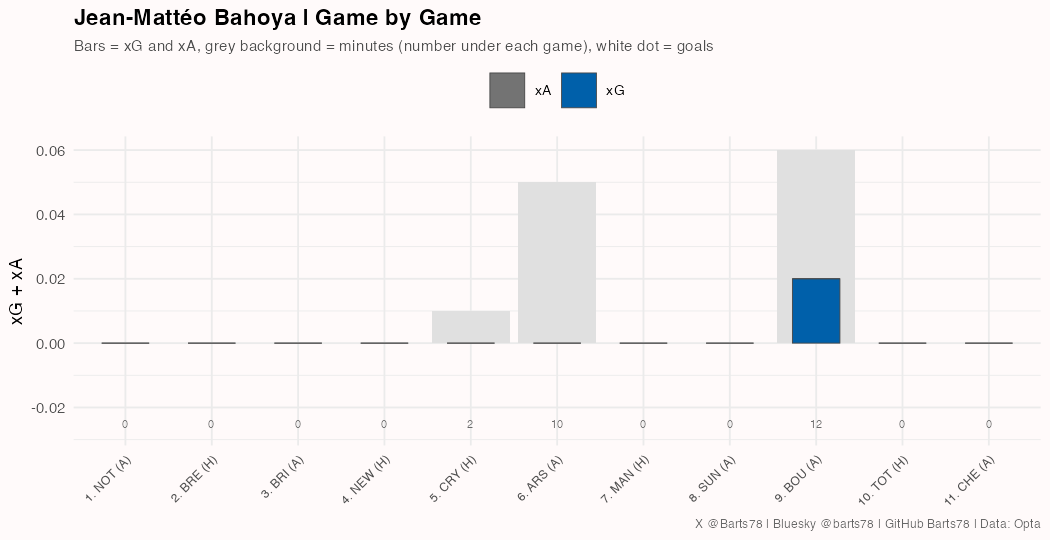 Jean-Mattéo Bahoya | Game by Game
Bars = xG and xA, grey background = minutes (number under each game), white dot = goals
xA xG
xG + xA
0.06
0.04
0.02
0.00
-0.02
0 0 0 0 2 10 0 0 12 0 0
1. NOT (A)
2. BRE (H)
3. BRI (A)
4. NEW (H)
5. CRY (H)
6. ARS (A)
7. MAN (H)
8. SUN (A)
9. BOU (A)
10. TOT (H)
11. CHE (A)
X @Barts78 | Bluesky @barts78 | GitHub Barts78 | Data: Opta